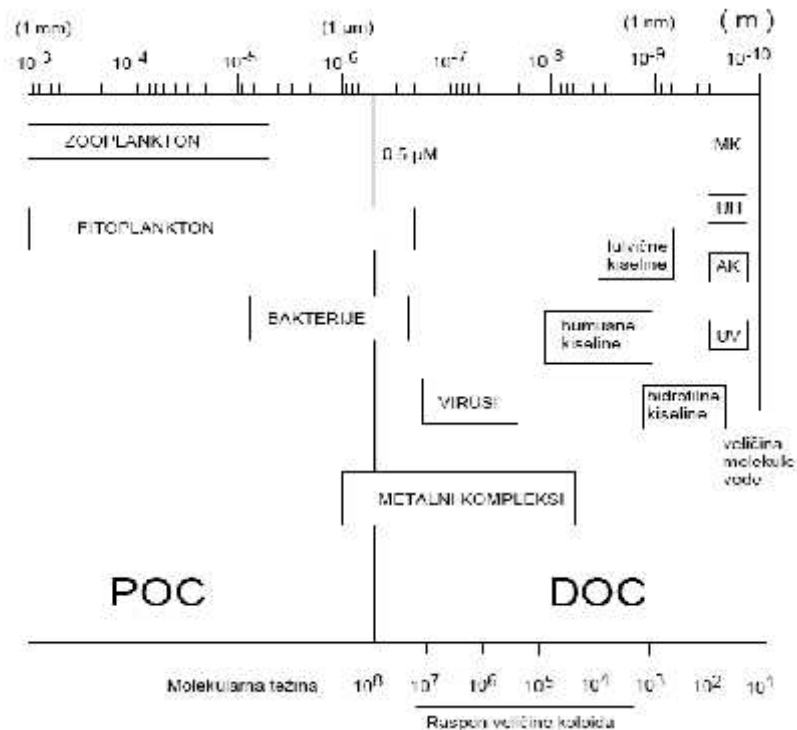 (1 mm) (1 µm) (1 nm) ( m )
10-3 10-4 10-5 10-6 10-7 10-8 10-9 10-10
ZOOPLANKTON
0.5 µM
MK
UH
FITOPLANKTON
fulvične
kiseline
AK
BAKTERIJE
humusne
kiseline
UV
VIRUSI
hidrofilne
kiseline
veličina
molekule
vode
METALNI KOMPLEKSI
POC DOC
Molekularna težina 108 107 106 105 104 103 102 101
Raspon veličine koloida